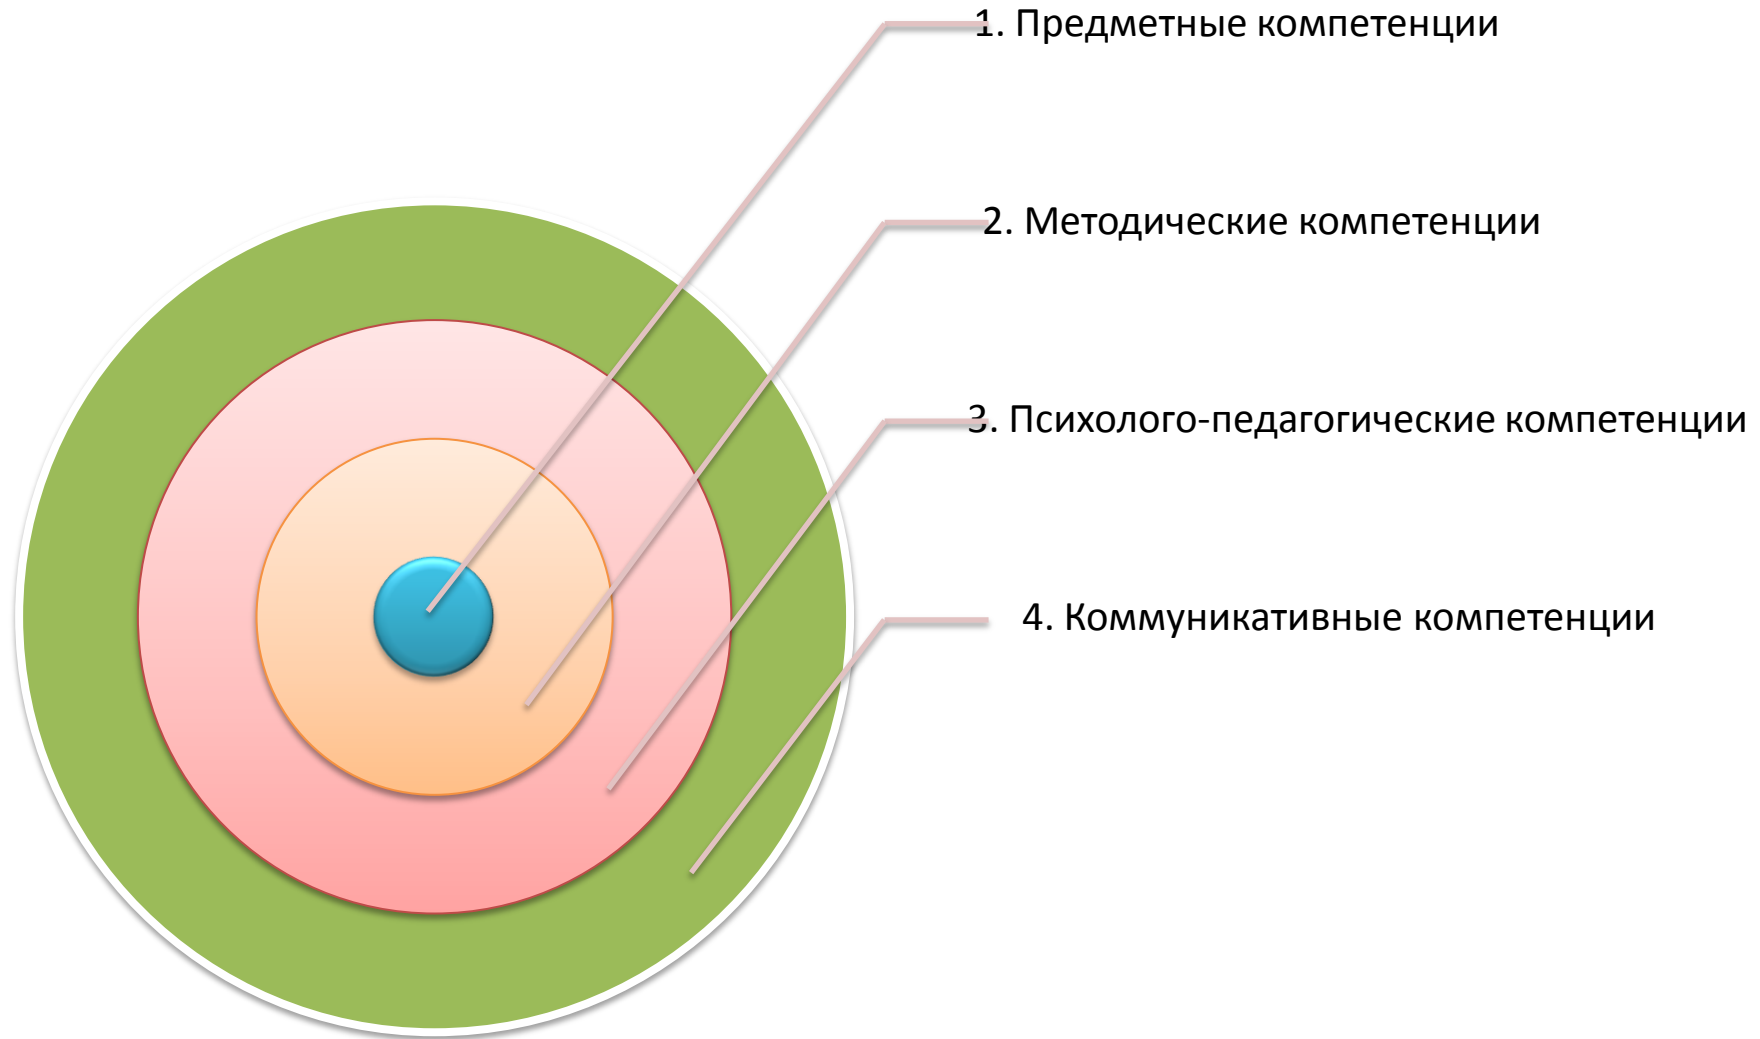 1. Предметные компетенции
2. Методические компетенции
3. Психолого-педагогические компетенции
4. Коммуникативные компетенции